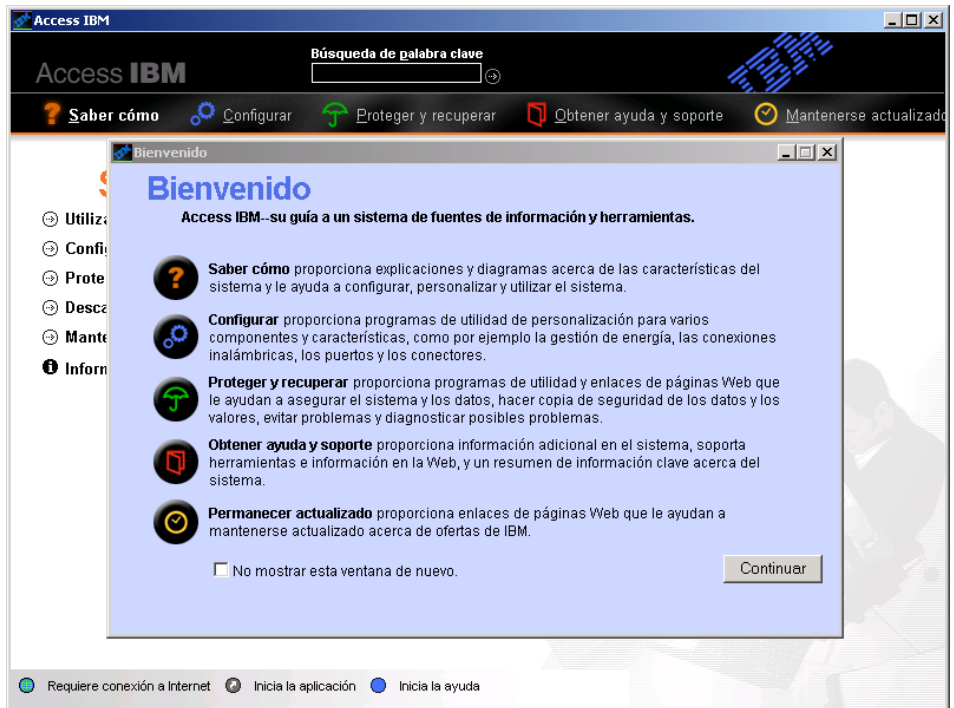 Access IBM
Búsqueda de palabra clave
Access IBM
IBM
Saber cómo Configurar Proteger y recuperar Obtener ayuda y soporte Mantenerse actualizado
Bienvenido
Bienvenido
Access IBM--su guía a un sistema de fuentes de información y herramientas.
Saber cómo proporciona explicaciones y diagramas acerca de las características del
sistema y le ayuda a configurar, personalizar y utilizar el sistema.
Configurar proporciona programas de utilidad de personalización para varios
componentes y características, como por ejemplo la gestión de energía, las conexiones
inalámbricas, los puertos y los conectores.
Proteger y recuperar proporciona programas de utilidad y enlaces de páginas Web que
le ayudan a asegurar el sistema y los datos, hacer copia de seguridad de los datos y los
valores, evitar problemas y diagnosticar posibles problemas.
Obtener ayuda y soporte proporciona información adicional en el sistema, soporta
herramientas e información en la Web, y un resumen de información clave acerca del
sistema.
Permanecer actualizado proporciona enlaces de páginas Web que le ayudan a
mantenerse actualizado acerca de ofertas de IBM.
No mostrar esta ventana de nuevo.
Continuar
Requiere conexión a Internet Inicia la aplicación Inicia la ayuda